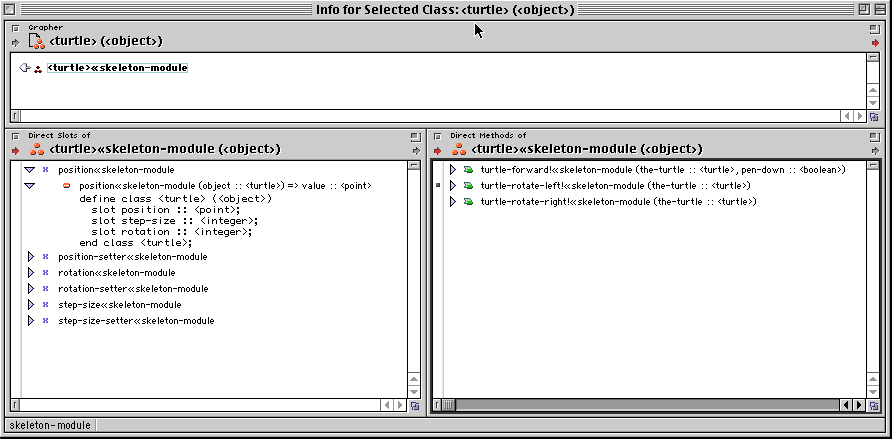 Info for Selected Class: <turtle> (<object>)
Grapher
<turtle> (<object>)
<turtle>«skeleton-module
Direct Slots of
<turtle>«skeleton-module (<object>)
position«skeleton-module
position«skeleton-module (object :: <turtle>) => value :: <point>
define class <turtle> (<object>)
slot position :: <point>;
slot step-size :: <integer>;
slot rotation :: <integer>;
end class <turtle>;
position-setter«skeleton-module
rotation«skeleton-module
rotation-setter«skeleton-module
step-size«skeleton-module
step-size-setter«skeleton-module
Direct Methods of
<turtle>«skeleton-module (<object>)
turtle-forward!«skeleton-module (the-turtle :: <turtle>, pen-down :: <boolean>)
turtle-rotate-left!«skeleton-module (the-turtle :: <turtle>)
turtle-rotate-right!«skeleton-module (the-turtle :: <turtle>)
skeleton-module